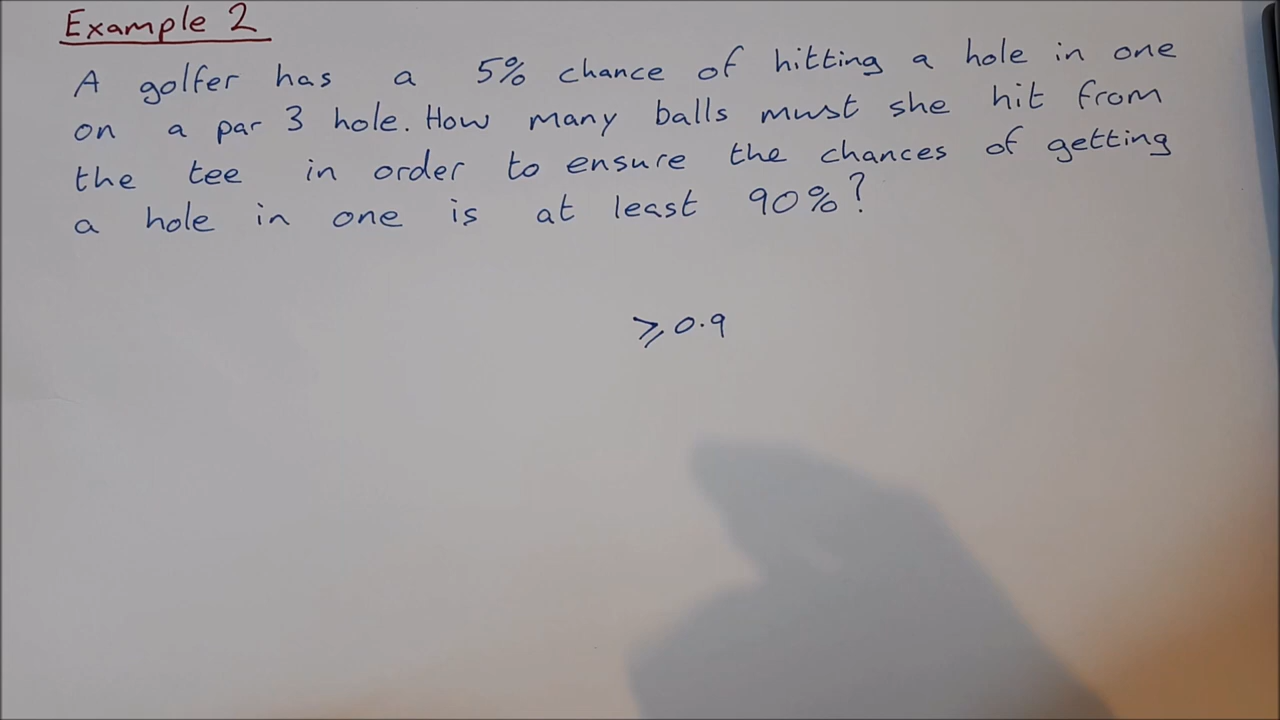 Example 2
A golfer has a 5% chance of hitting a hole in one
on a par 3 hole. How many balls must she hit from
the tee in order to ensure the chances of getting
a hole in one is at least 90%?
⩾ 0.9